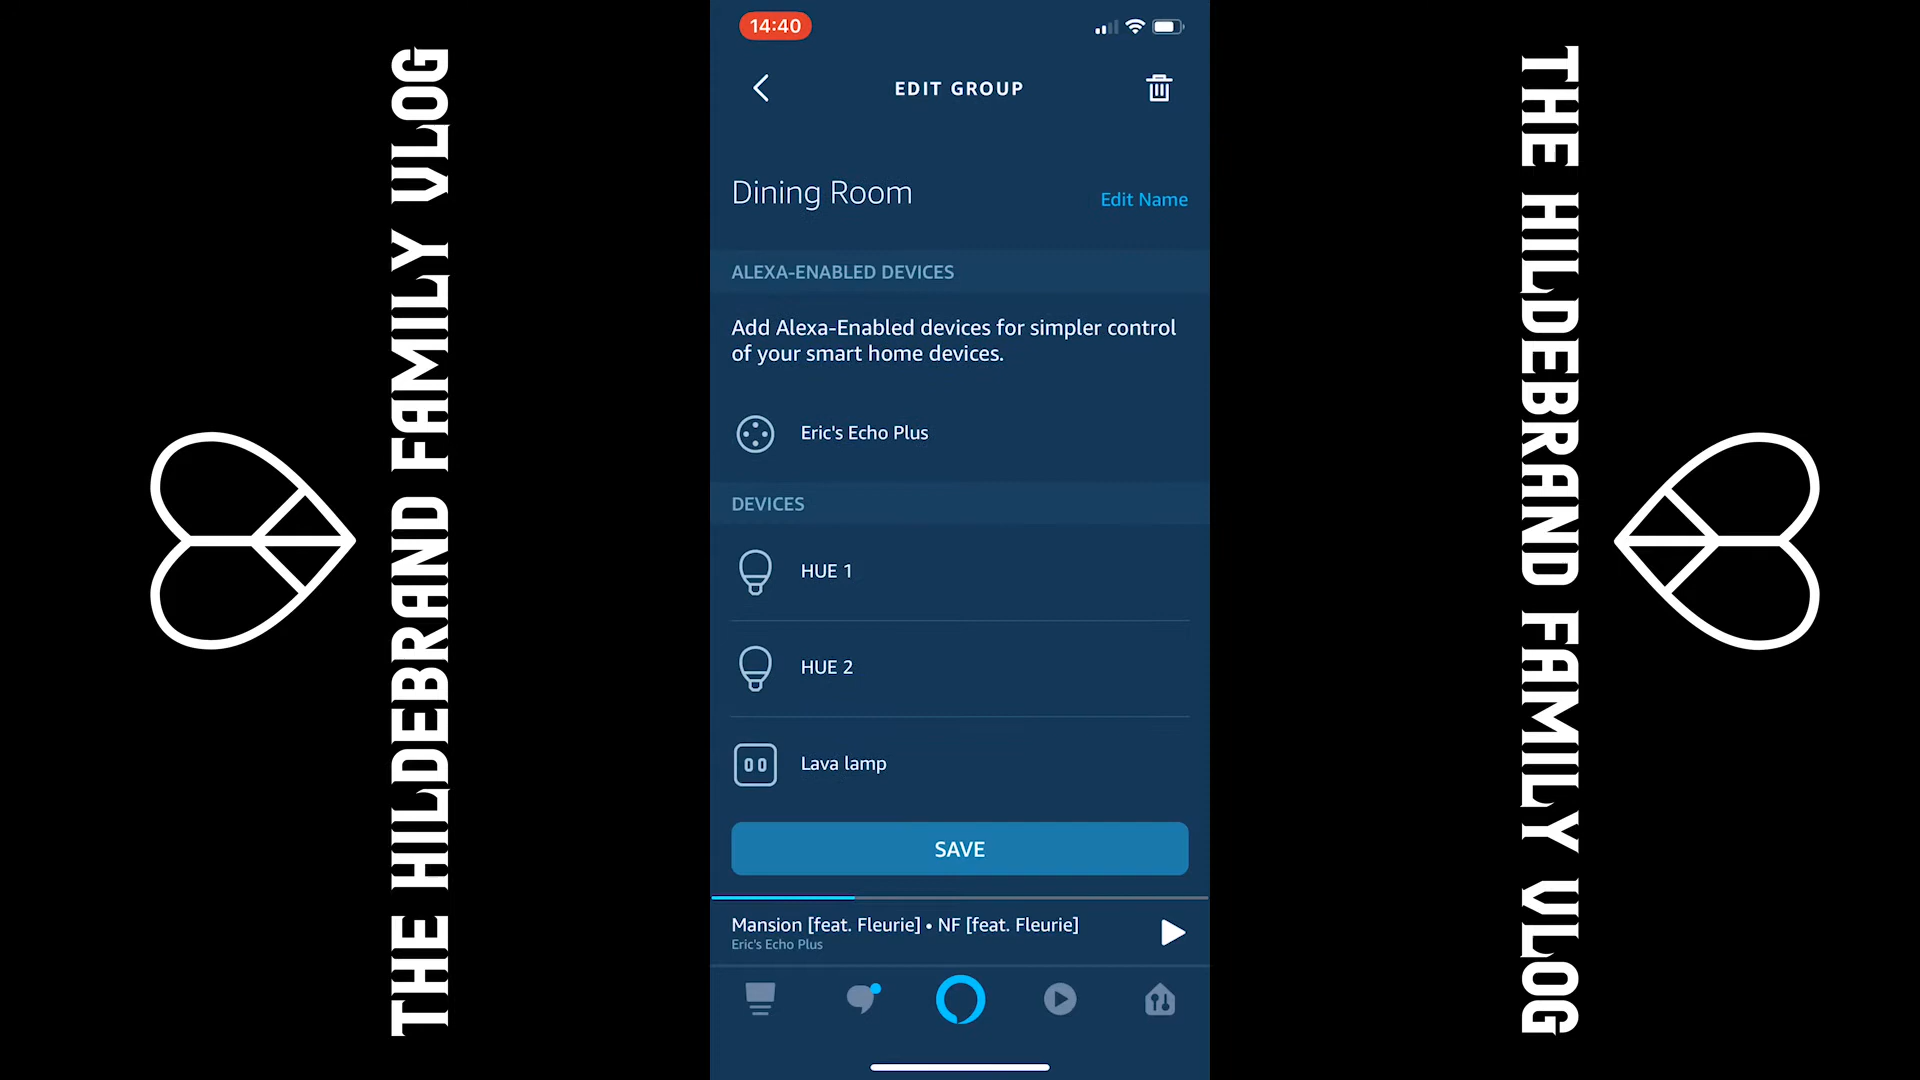 THE HILDEBRAND FAMILY VLOG
14:40
EDIT GROUP
Dining Room
Edit Name
ALEXA-ENABLED DEVICES
Add Alexa-Enabled devices for simpler control
of your smart home devices.
Eric's Echo Plus
DEVICES
HUE 1
HUE 2
Lava lamp
SAVE
Mansion [feat. Fleurie] • NF [feat. Fleurie]
Eric's Echo Plus
THE HILDEBRAND FAMILY VLOG